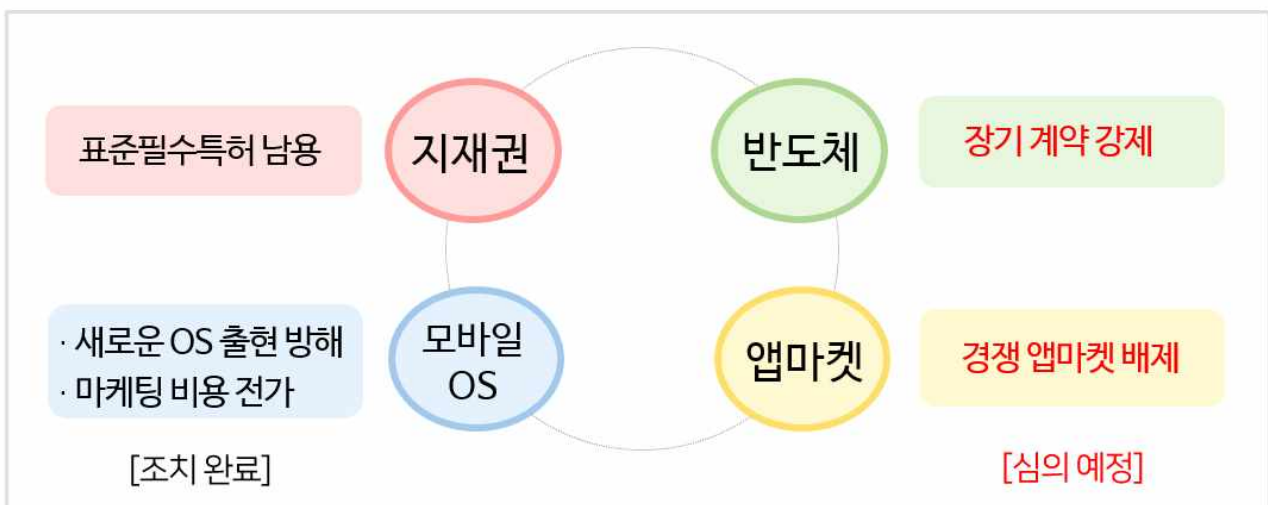 표준필수특허 남용
지재권
반도체
장기 계약 강제
· 새로운 OS 출현 방해
· 마케팅 비용 전가
모바일
OS
앱마켓
경쟁 앱마켓 배제
[조치 완료]
[심의 예정]